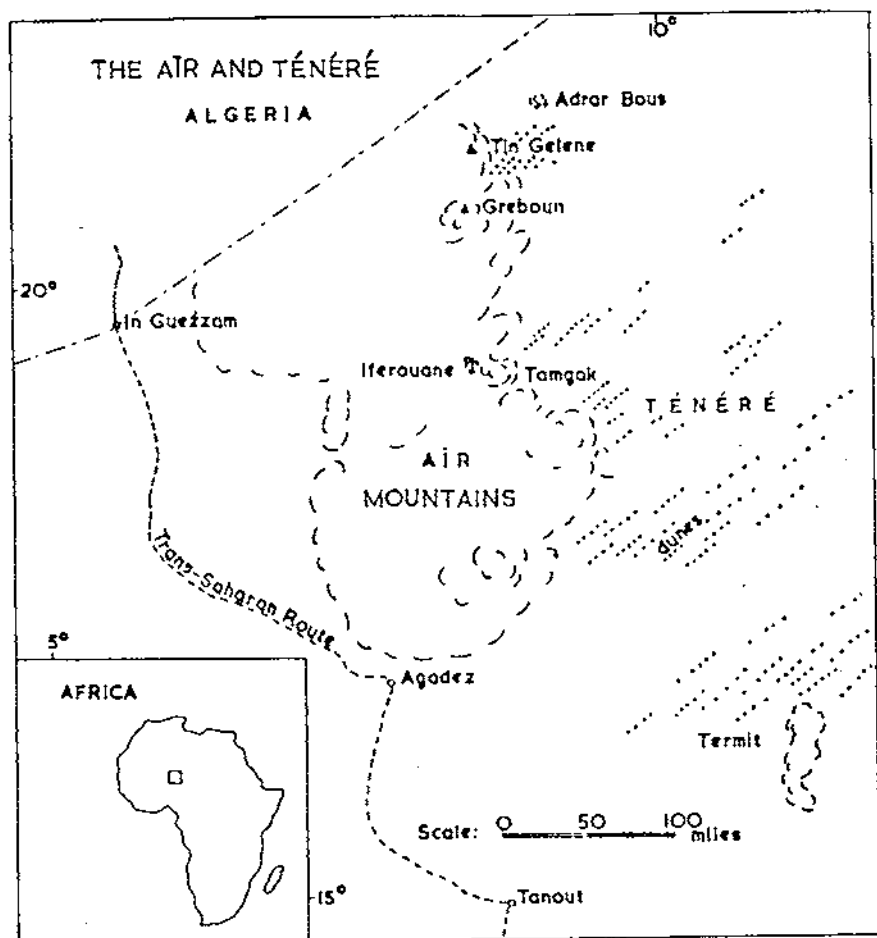 10°
THE AÏR AND TÉNÉRÉ
ALGERIA
Adrar Bous
Tin Gelene
Greboun
20°
In Guezzam
Iferouane
Tamgak
TÉNÉRÉ
AÏR
MOUNTAINS
dunes
Trans-Saharan Route
5°
Agadez
AFRICA
Termit
0 50 100
Scale: miles
15°
Tanout